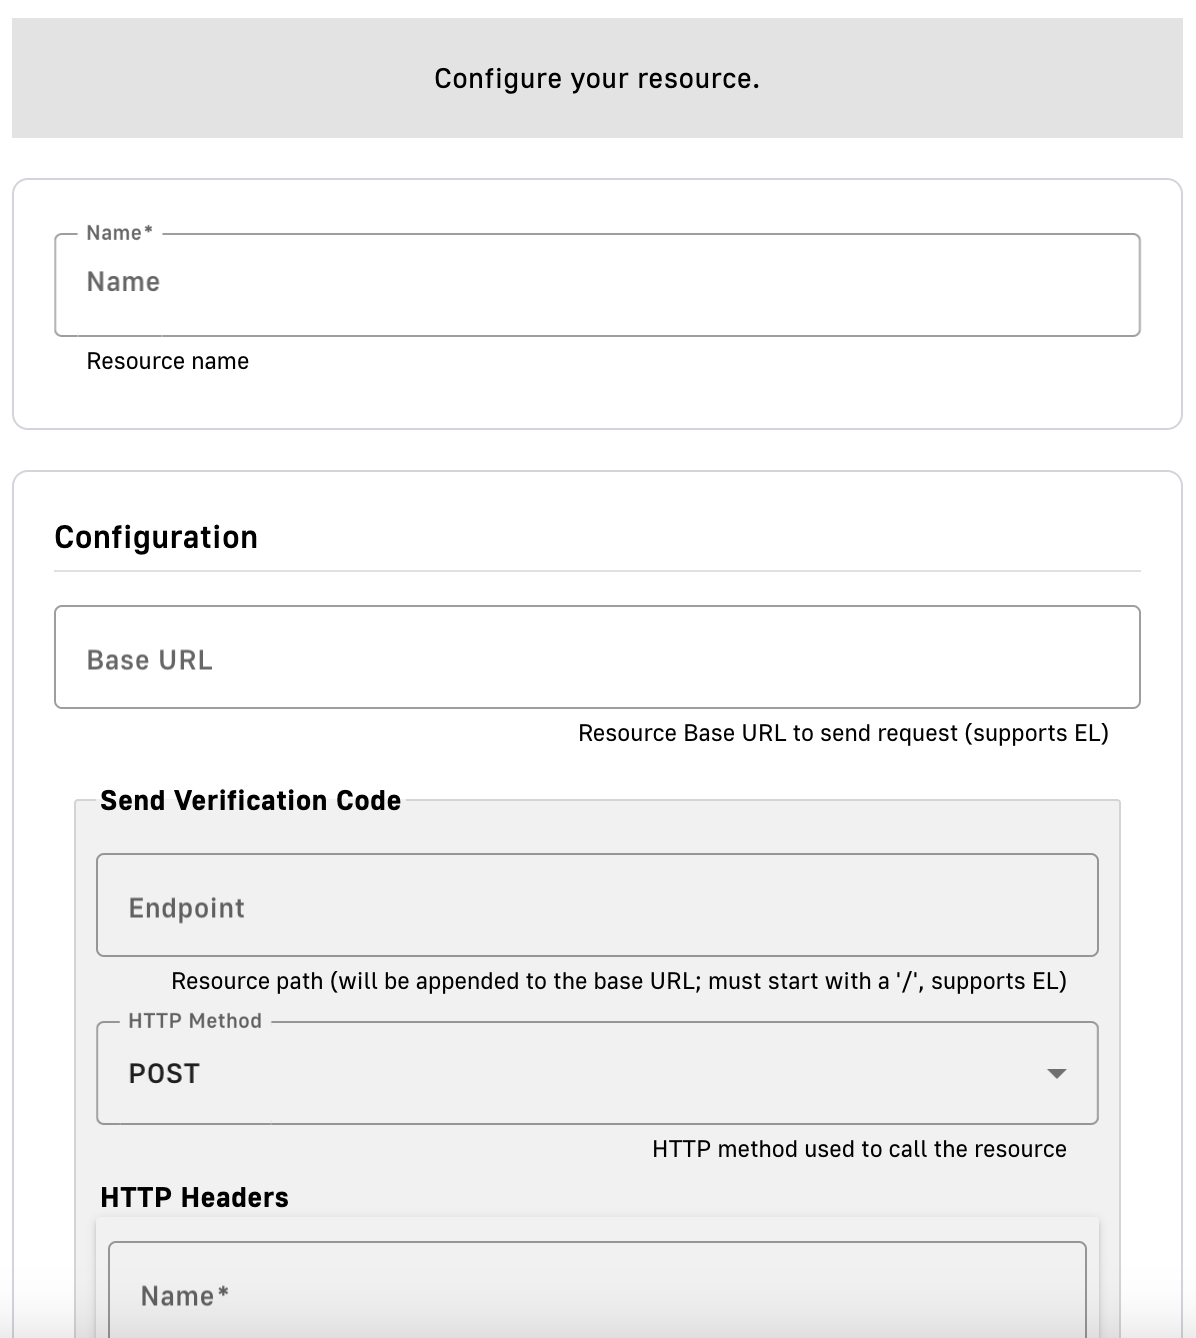 Configure your resource.
Name*
Name
Resource name
Configuration
Base URL
Resource Base URL to send request (supports EL)
Send Verification Code
Endpoint
Resource path (will be appended to the base URL; must start with a '/', supports EL)
HTTP Method
POST
HTTP method used to call the resource
HTTP Headers
Name*